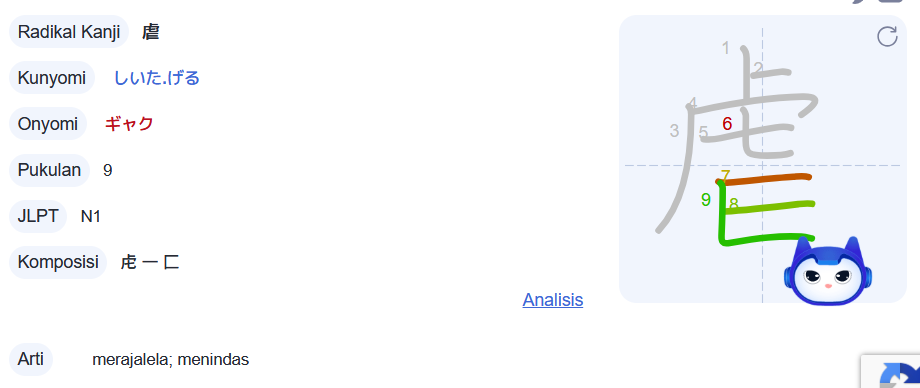 Radikal Kanji 虐
Kunyomi しいた.げる
Onyomi ギャク
Pukulan 9
JLPT N1
Komposisi 虍 一 匚
Analisis
Arti merajalela; menindas
1
2
4
3 5 6
7
9 8